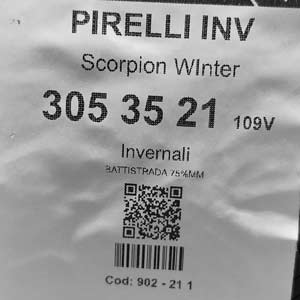 PIRELLI INV
Scorpion WInter
305 35 21 109V
Invernali
BATTISTRADA 75%MM
Cod: 902 - 21 1